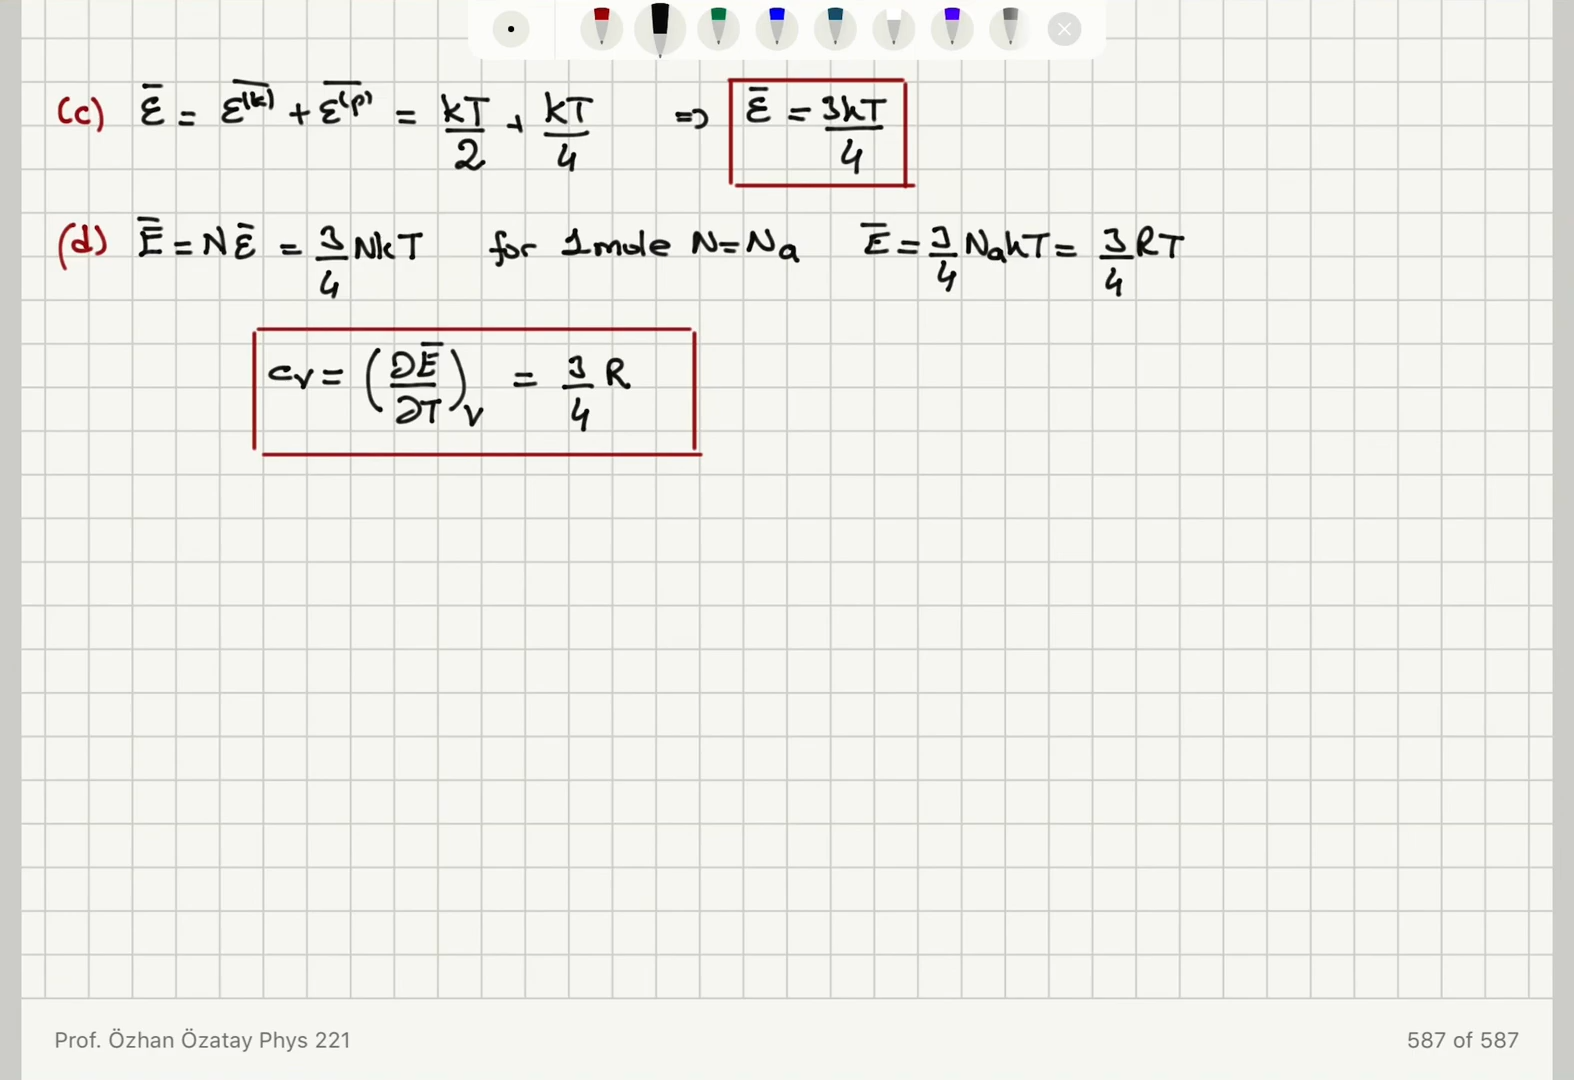 (c) ε̅ = ε̅⁽ᵏ⁾ + ε̅⁽ᵖ⁾ = kT/2 + kT/4 ⇒ ε̅ = 3kT/4
(d) E̅ = Nε̅ = 3/4 NkT for 1 mole N = Na E̅ = 3/4 NakT = 3/4 RT
cv = (∂E̅/∂T)v = 3/4 R
Prof. Özhan Özatay Phys 221 587 of 587